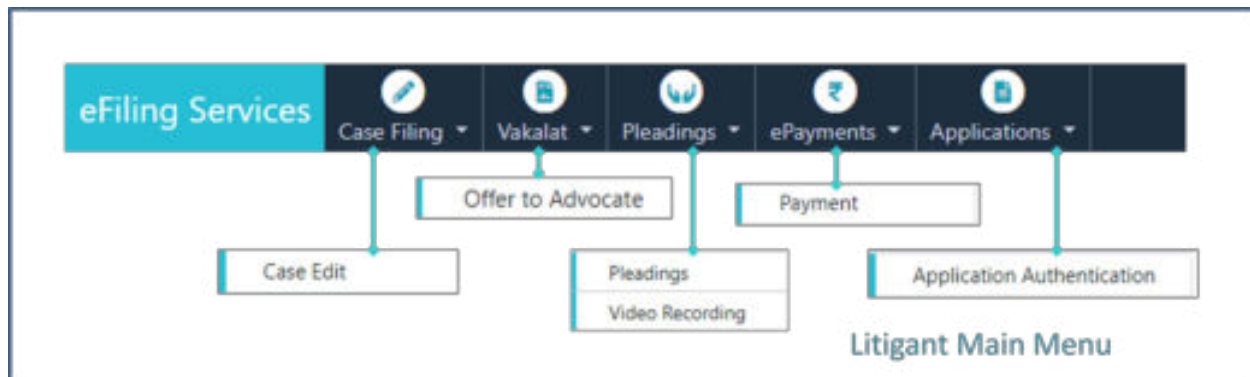 eFiling Services
Case Filing
Vakalat
Pleadings
ePayments
Applications
Offer to Advocate
Payment
Case Edit
Pleadings
Video Recording
Application Authentication
Litigant Main Menu